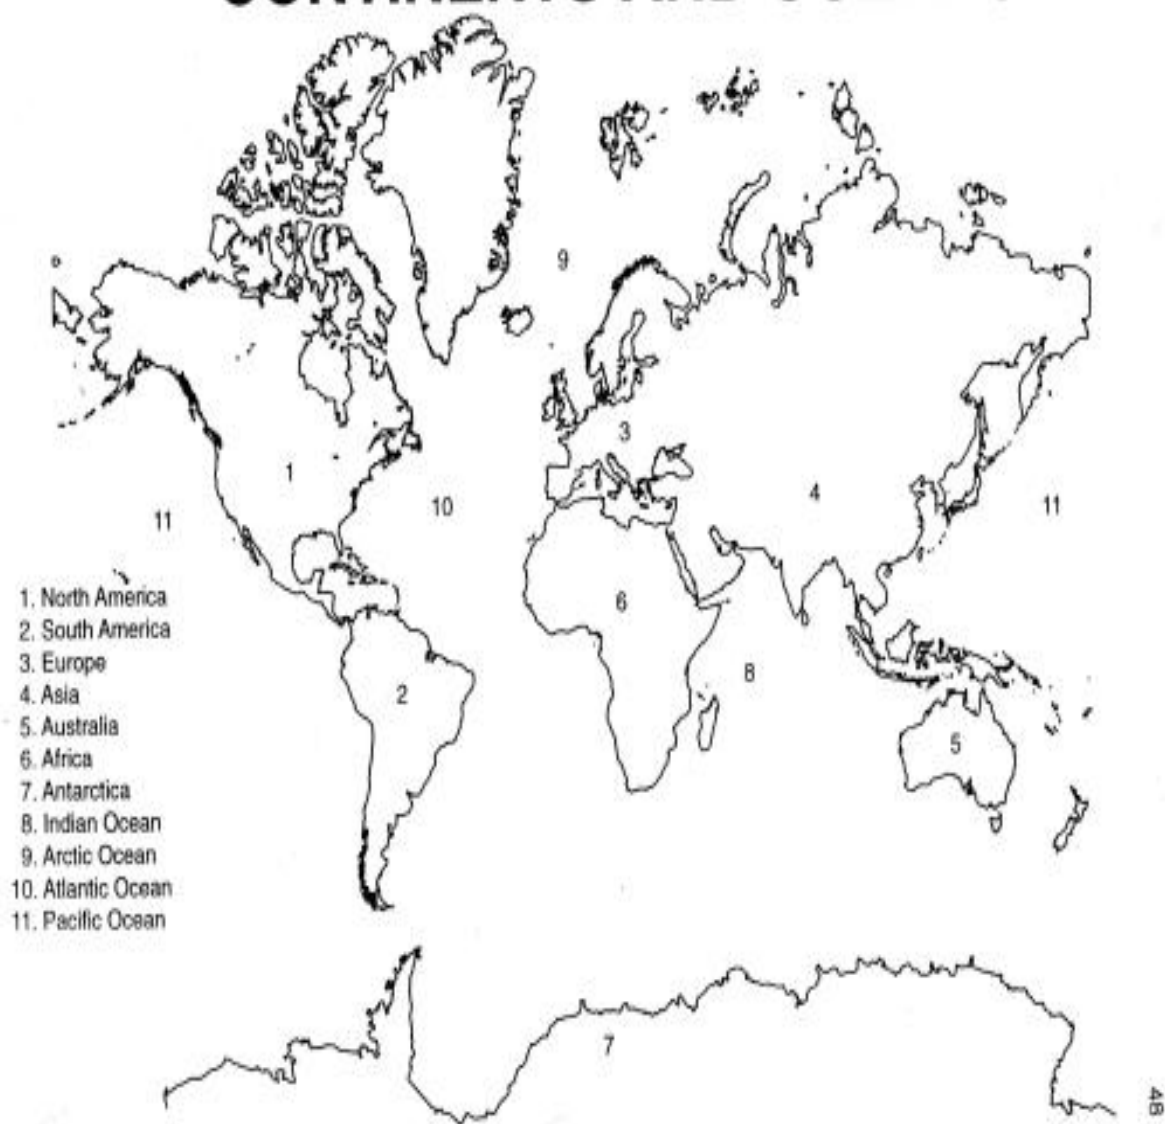 CONTINENTS AND
9
3
1
4
10
11
11
6
8
2
5
7
1. North America
2. South America
3. Europe
4. Asia
5. Australia
6. Africa
7. Antarctica
8. Indian Ocean
9. Arctic Ocean
10. Atlantic Ocean
11. Pacific Ocean
48